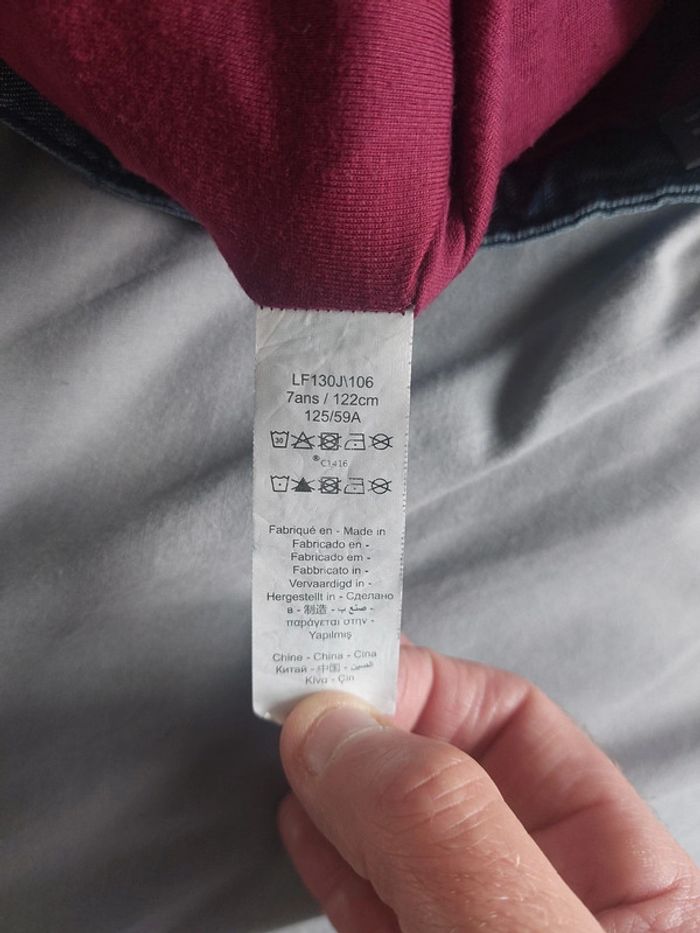 LF130J\106
7ans / 122cm
125/59A
30
®C1416
Fabriqué en - Made in
Fabricado en -
Fabricado em -
Fabbricato in -
Vervaardigd in -
Hergestellt in - Сделано
в - 制造 - صنع ب -
παράγεται στην -
Yapılmış
Chine - China - Cina
Китай - 中国 - الصين
Κίνα - Çin